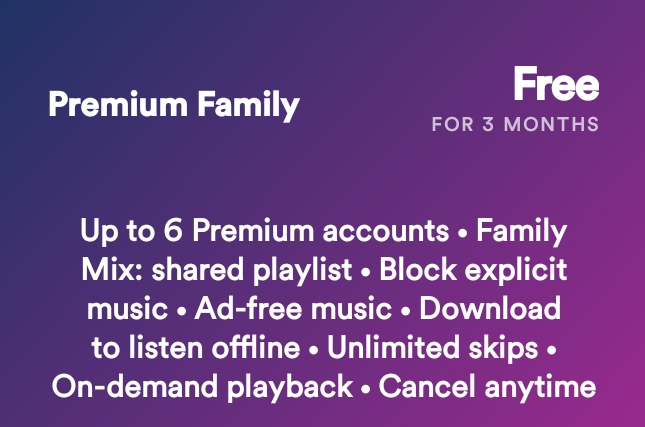 Premium Family
Free
FOR 3 MONTHS
Up to 6 Premium accounts • Family
Mix: shared playlist • Block explicit
music • Ad-free music • Download
to listen offline • Unlimited skips •
On-demand playback • Cancel anytime